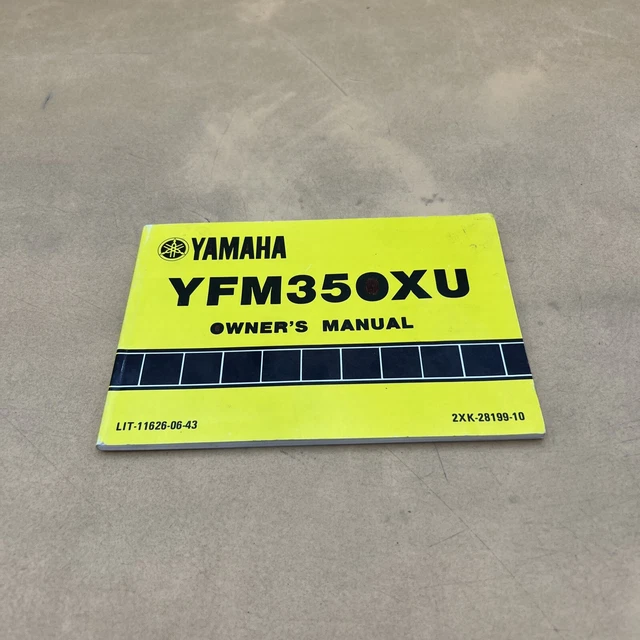 YAMAHA
YFM350XU
OWNER'S MANUAL
LIT-11626-06-43
2XK-28199-10